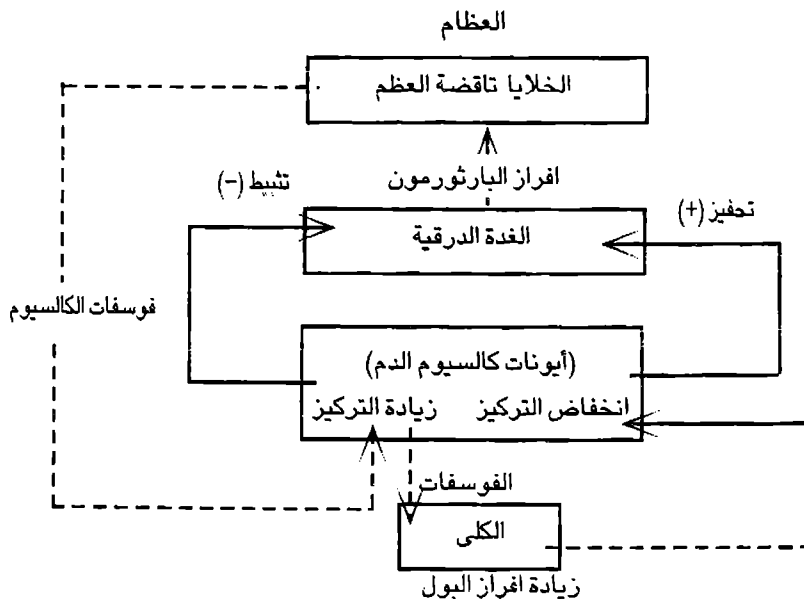 العظام
الخلايا تاقضة العظم
افراز البارثورمون
تثبيط (-)
تحفيز (+)
الغدة الدرقية
فوسفات الكالسيوم
(أيونات كالسيوم الدم)
انخفاض التركيز زيادة التركيز
الفوسفات
الكلى
زيادة افراز البول